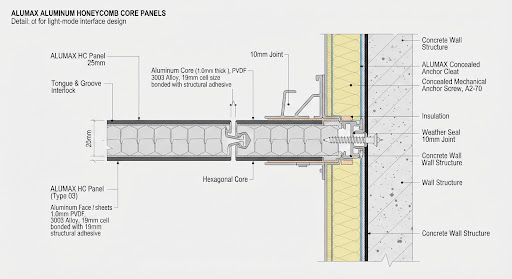 ALUMAX ALUMINUM HONEYCOMB CORE PANELS
Detail: of for light-mode interface design
ALUMAX HC Panel
25mm
Tongue & Groove
Interlock
Aluminum Core (1.0mm thick), PVDF
3003 Alloy, 19cm size
bonded with structural adhesive
10mm Joint
20mm
ALUMAX HC Panel
(Type 03)
Aluminum Face / sheets
1.0mm PVDF,
3003 Alloy, 19mm cell
bonded with 19mm
structural adhesive
Hexagonal Core
Concrete Wall
Structure
ALUMAX Concealed
Anchor Cleat
Concealed Mechanical
Anchor Screw, A2-70
Insulation
Weather Seal
10mm Joint
Concrete Wall
Wall Structure
Wall Structure
Concrete Wall Structure